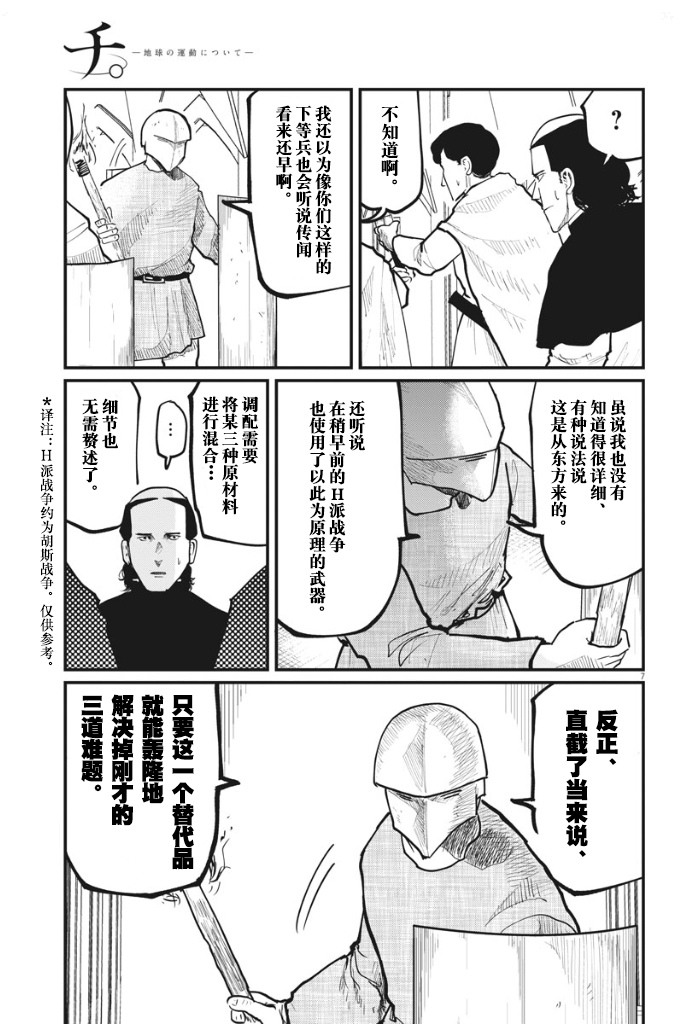 チ。
―地球の運動について―
？
不知道啊。
我还以为像你们这样的
下等兵也会听说传闻
看来还早啊。
虽说我也没有
知道得很详细、
有种说法说
这是从东方来的。
还听说
在稍早前的H派战争
也使用了以此为原理的武器。
调配需要
将某三种原材料
进行混合…
…
细节也
无需赘述了。
*译注：H派战争约为胡斯战争。仅供参考。
7
反正、
直截了当来说、
只要这一个替代品
就能轰隆地
解决掉刚才的
三道难题。